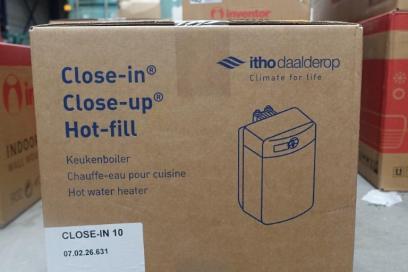 inventor
Close-in®
Close-up®
Hot-fill
itho daalderop
Climate for life
Keukenboiler
Chauffe-eau pour cuisine
Hot water heater
CLOSE-IN 10
07.02.26.631
INDOOR